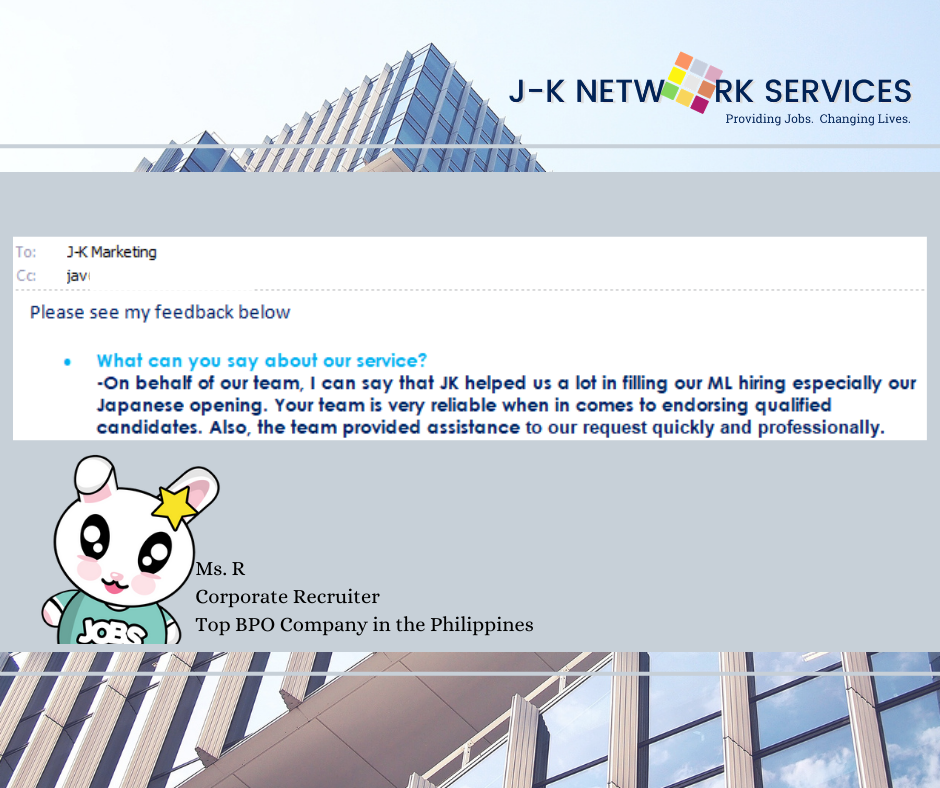 J-K NETW RK SERVICES
Providing Jobs. Changing Lives.
To: J-K Marketing
Cc: jav
Please see my feedback below
• What can you say about our service?
-On behalf of our team, I can say that JK helped us a lot in filling our ML hiring especially our
Japanese opening. Your team is very reliable when in comes to endorsing qualified
candidates. Also, the team provided assistance to our request quickly and professionally.
JOBS
Ms. R
Corporate Recruiter
Top BPO Company in the Philippines